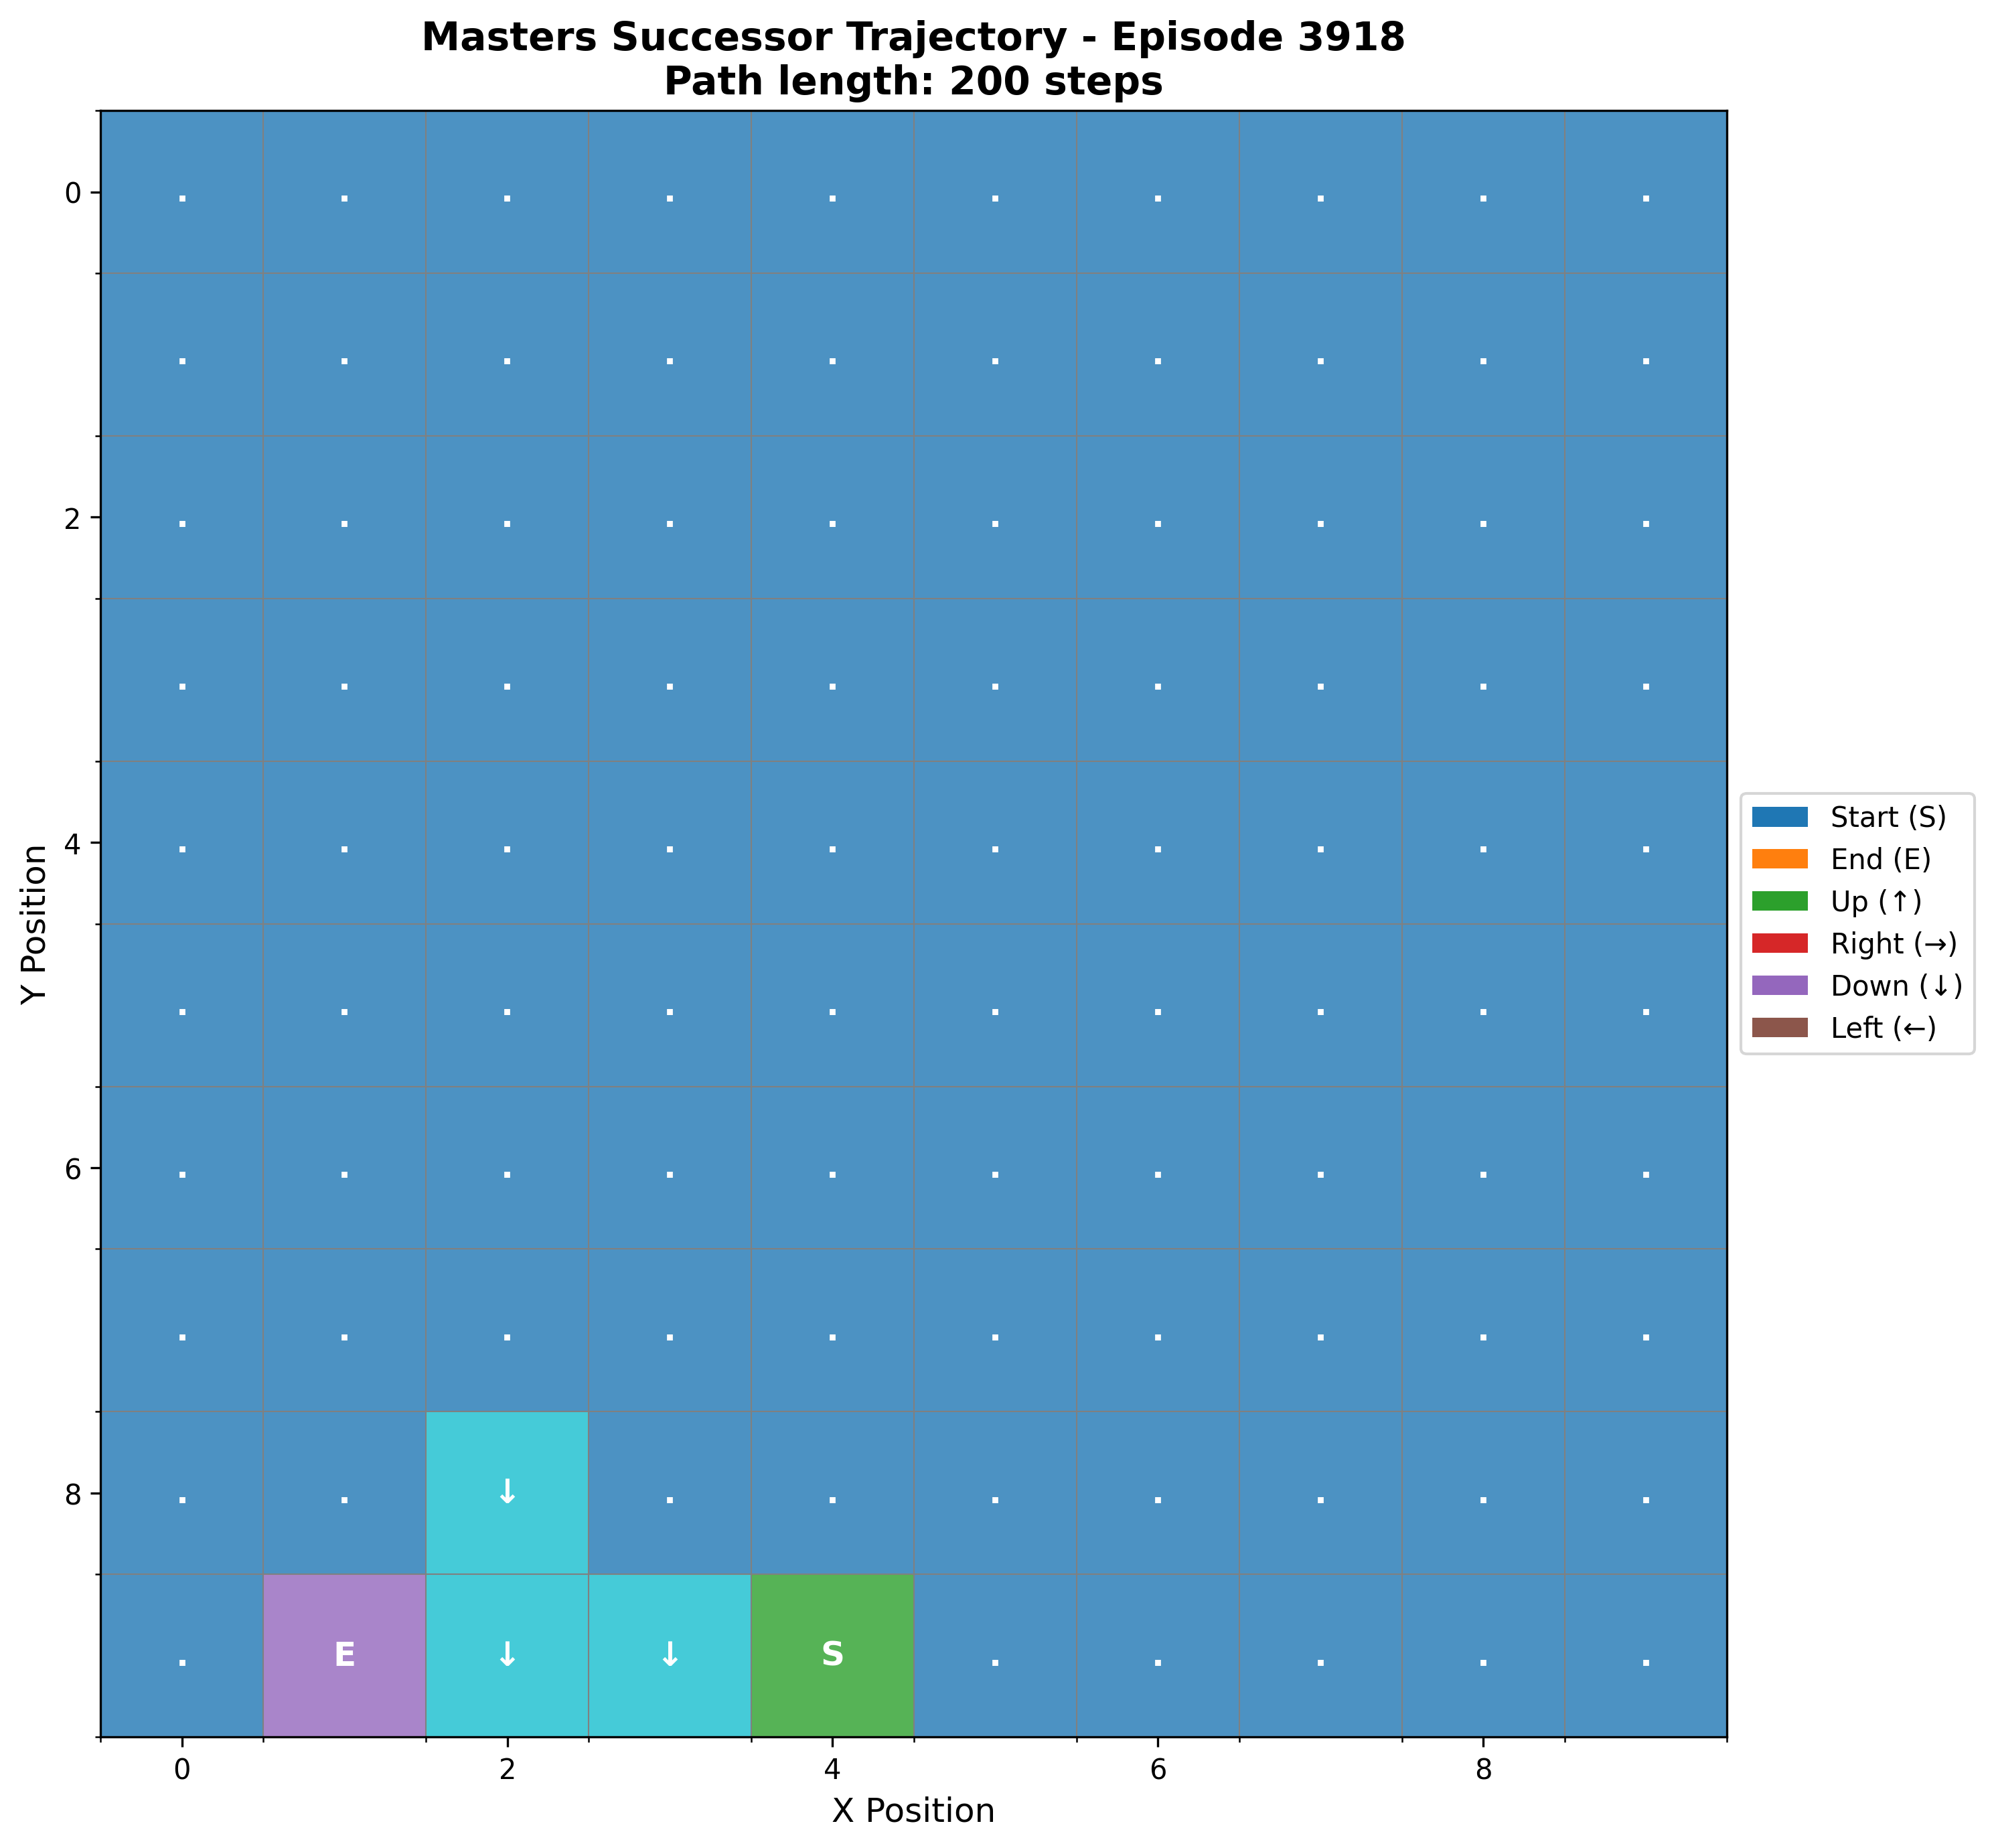 Masters Successor Trajectory - Episode 3918
Path length: 200 steps
0
2
4
6
8
Y Position
↓
E ↓ ↓ S
0 2 4 6 8
X Position
Start (S)
End (E)
Up (↑)
Right (→)
Down (↓)
Left (←)